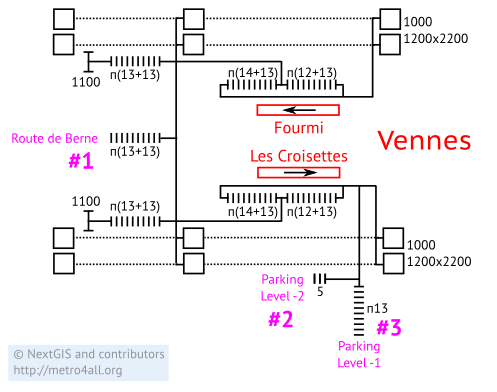 1000
1200x2200
п(13+13)
п(14+13)
п(12+13)
1100
Fourmi
Vennes
Route de Berne
#1
п(13+13)
Les Croisettes
1100
п(13+13)
п(14+13)
п(12+13)
1000
1200x2200
Parking
Level -2
5
#2
п13
#3
Parking
Level -1
© NextGIS and contributors
http://metro4all.org